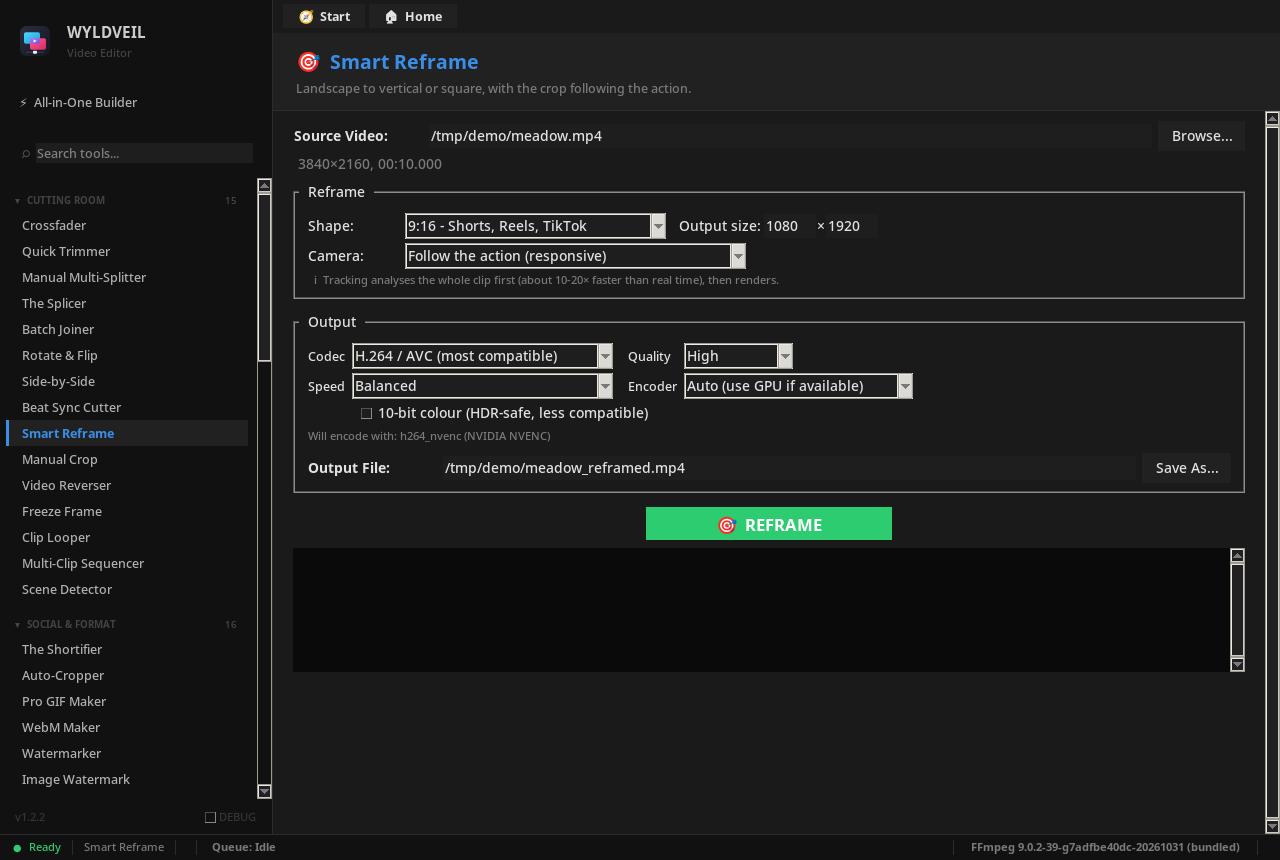 WYLDVEIL
Video Editor
⚡ All-in-One Builder
Search tools...
▾ CUTTING ROOM 15
Crossfader
Quick Trimmer
Manual Multi-Splitter
The Splicer
Batch Joiner
Rotate & Flip
Side-by-Side
Beat Sync Cutter
Smart Reframe
Manual Crop
Video Reverser
Freeze Frame
Clip Looper
Multi-Clip Sequencer
Scene Detector
▾ SOCIAL & FORMAT 16
The Shortifier
Auto-Cropper
Pro GIF Maker
WebM Maker
Watermarker
Image Watermark
v1.2.2 DEBUG
🧭 Start 🏠 Home
🎯 Smart Reframe
Landscape to vertical or square, with the crop following the action.
Source Video: /tmp/demo/meadow.mp4 Browse...
3840×2160, 00:10.000
Reframe
Shape: 9:16 - Shorts, Reels, TikTok Output size: 1080 × 1920
Camera: Follow the action (responsive)
i Tracking analyses the whole clip first (about 10-20× faster than real time), then renders.
Output
Codec H.264 / AVC (most compatible) Quality High
Speed Balanced Encoder Auto (use GPU if available)
10-bit colour (HDR-safe, less compatible)
Will encode with: h264_nvenc (NVIDIA NVENC)
Output File: /tmp/demo/meadow_reframed.mp4 Save As...
🎯 REFRAME
● Ready Smart Reframe Queue: Idle FFmpeg 9.0.2-39-g7adfbe40dc-20261031 (bundled)